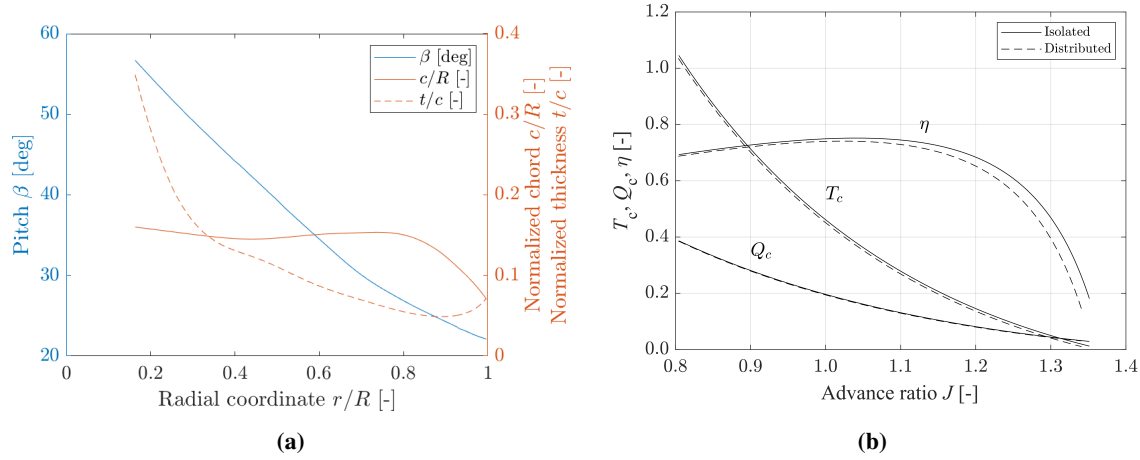 60
50
40
30
20
Pitch β [deg]
0
0.2
0.4
0.6
0.8
1
Radial coordinate r/R [-]
0.4
0.3
0.2
0.1
0
Normalized chord c/R [-]
Normalized thickness t/c [-]
β [deg]
c/R [-]
t/c [-]
(a)
1.2
1.0
0.8
0.6
0.4
0.2
0.0
T_c, Q_c, η [-]
Isolated
Distributed
η
T_c
Q_c
0.8
0.9
1.0
1.1
1.2
1.3
1.4
Advance ratio J [-]
(b)